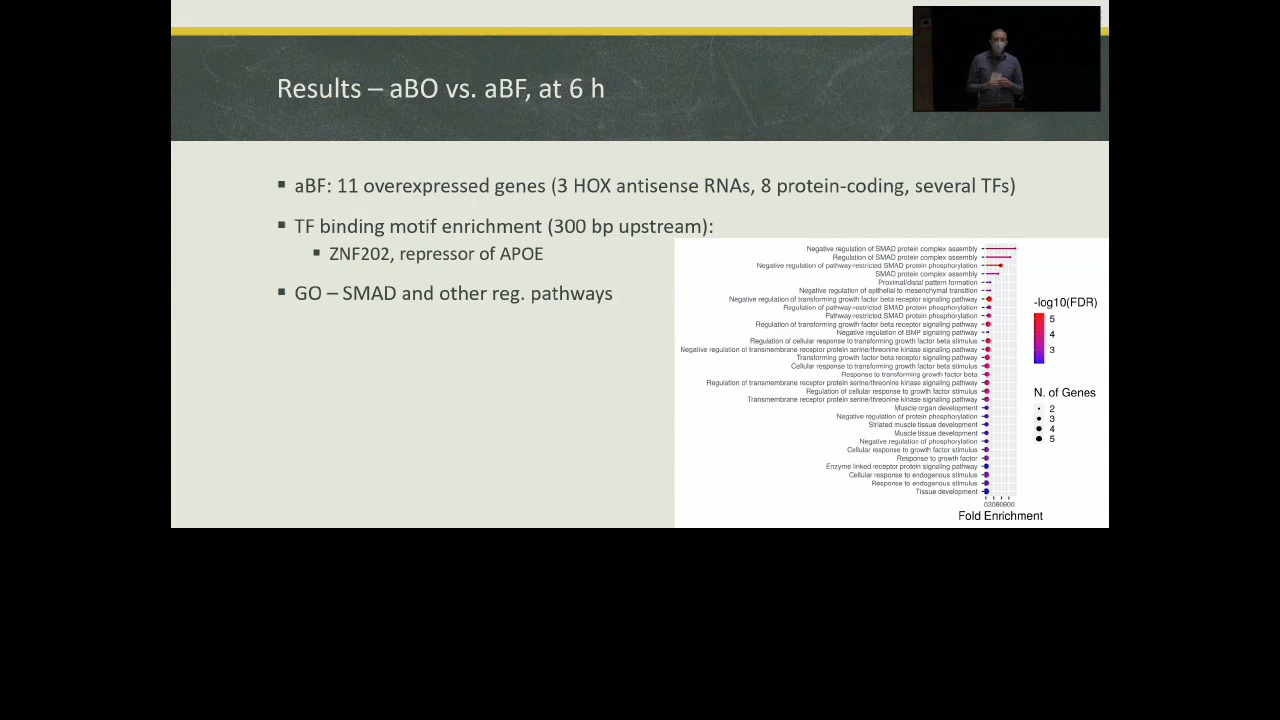 Results – aBO vs. aBF, at 6 h
▪ aBF: 11 overexpressed genes (3 HOX antisense RNAs, 8 protein-coding, several TFs)
▪ TF binding motif enrichment (300 bp upstream):
▪ ZNF202, repressor of APOE
▪ GO – SMAD and other reg. pathways
Negative regulation of SMAD protein complex assembly
Regulation of SMAD protein complex assembly
Negative regulation of pathway-restricted SMAD protein phosphorylation
SMAD protein complex assembly
Proximal/distal pattern formation
Negative regulation of epithelial to mesenchymal transition
Negative regulation of transforming growth factor beta receptor signaling pathway
Regulation of pathway-restricted SMAD protein phosphorylation
Pathway-restricted SMAD protein phosphorylation
Regulation of transforming growth factor beta receptor signaling pathway
Negative regulation of BMP signaling pathway
Regulation of cellular response to transforming growth factor beta stimulus
Negative regulation of transmembrane receptor protein serine/threonine kinase signaling pathway
Transforming growth factor beta receptor signaling pathway
Cellular response to transforming growth factor beta stimulus
Response to transforming growth factor beta
Regulation of transmembrane receptor protein serine/threonine kinase signaling pathway
Regulation of cellular response to growth factor stimulus
Transmembrane receptor protein serine/threonine kinase signaling pathway
Muscle organ development
Negative regulation of protein phosphorylation
Striated muscle tissue development
Muscle tissue development
Negative regulation of phosphorylation
Cellular response to growth factor stimulus
Response to growth factor
Enzyme linked receptor protein signaling pathway
Cellular response to endogenous stimulus
Response to endogenous stimulus
Tissue development
Fold Enrichment
-log10(FDR)
5
4
3
N. of Genes
2
3
4
5